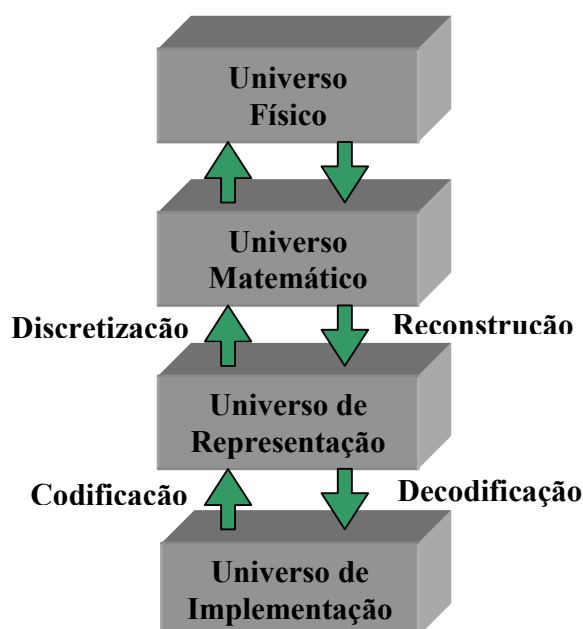 Universo
Físico
Universo
Matemático
Discretizacão
Reconstrucão
Universo de
Representação
Codificacão
Decodificação
Universo de
Implementação